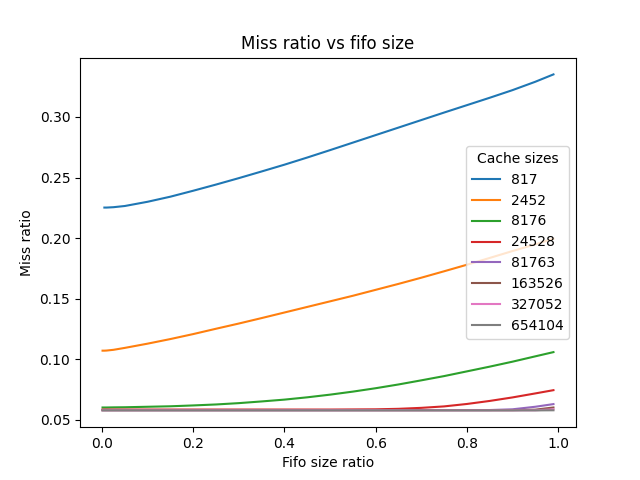 Miss ratio vs fifo size
Miss ratio
0.30
0.25
0.20
0.15
0.10
0.05
Cache sizes
817
2452
8176
24528
81763
163526
327052
654104
0.0 0.2 0.4 0.6 0.8 1.0
Fifo size ratio